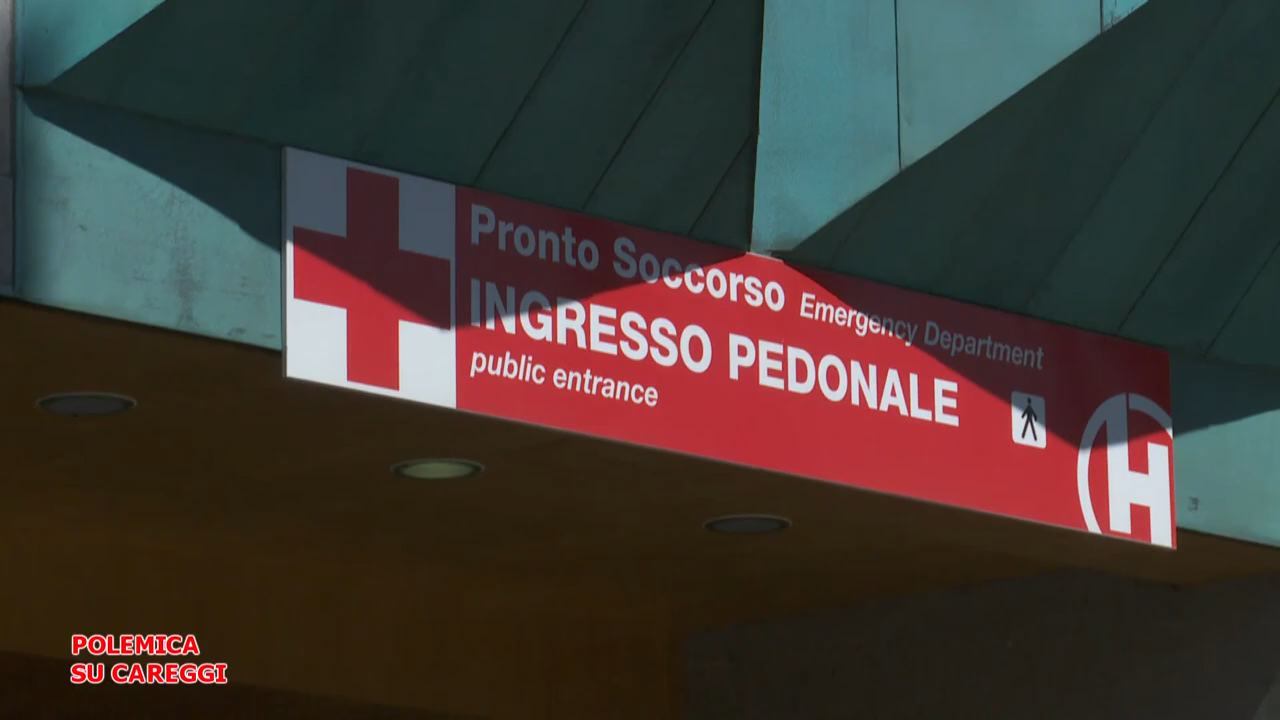 Pronto Soccorso Emergency Department
INGRESSO PEDONALE
public entrance
H
POLEMICA
SU CAREGGI